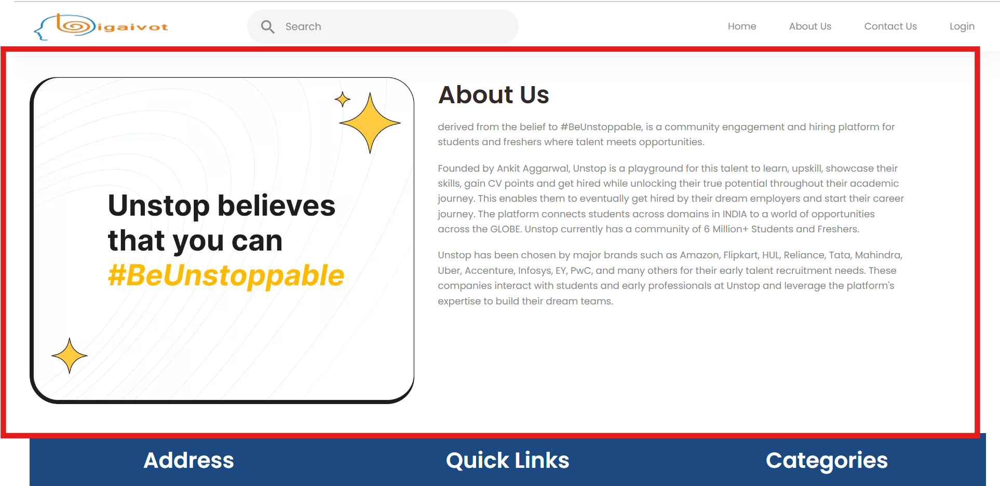 bigaivot
Search
Home
About Us
Contact Us
Login
Unstop believes
that you can
#BeUnstoppable
About Us
derived from the belief to #BeUnstoppable, is a community engagement and hiring platform for
students and freshers where talent meets opportunities.
Founded by Ankit Aggarwal, Unstop is a playground for this talent to learn, upskill, showcase their
skills, gain CV points and get hired while unlocking their true potential throughout their academic
journey. This enables them to eventually get hired by their dream employers and start their career
journey. The platform connects students across domains in INDIA to a world of opportunities
across the GLOBE. Unstop currently has a community of 6 Million+ Students and Freshers.
Unstop has been chosen by major brands such as Amazon, Flipkart, HUL, Reliance, Tata, Mahindra,
Uber, Accenture, Infosys, EY, PwC, and many others for their early talent recruitment needs. These
companies interact with students and early professionals at Unstop and leverage the platform's
expertise to build their dream teams.
Address
Quick Links
Categories